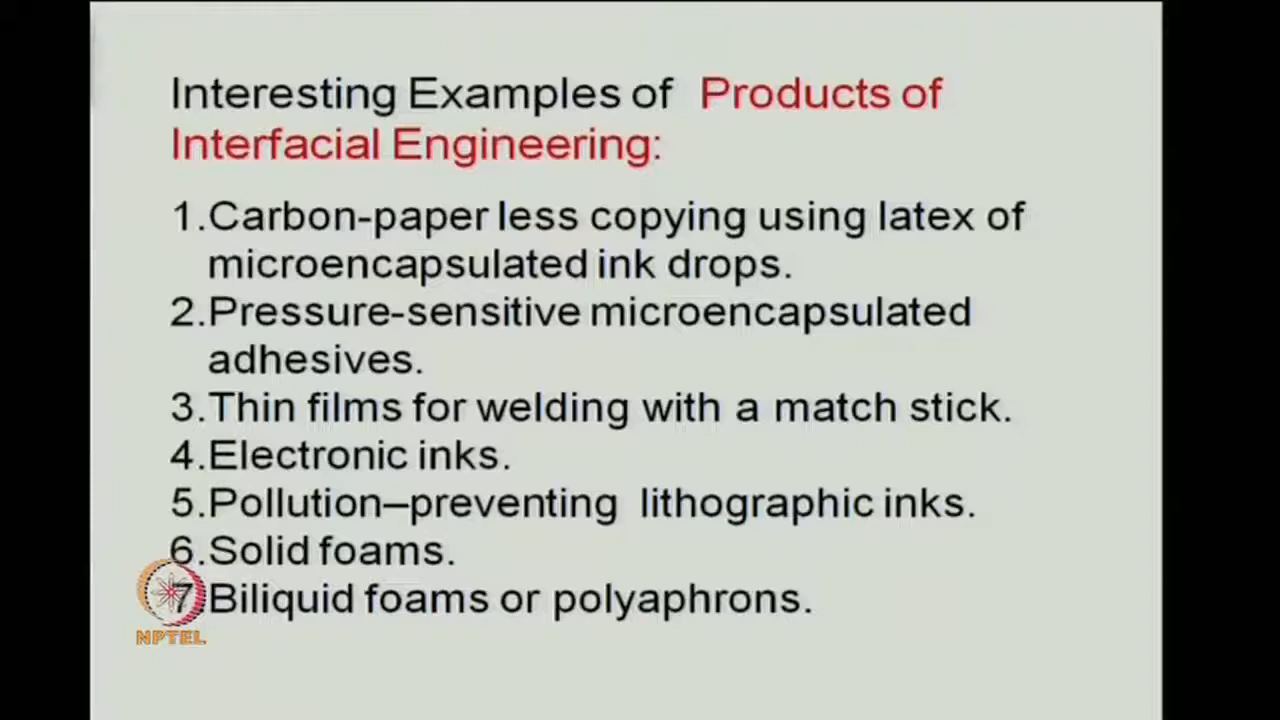 Interesting Examples of Products of
Interfacial Engineering:
1.Carbon-paper less copying using latex of
microencapsulated ink drops.
2.Pressure-sensitive microencapsulated
adhesives.
3.Thin films for welding with a match stick.
4.Electronic inks.
5.Pollution–preventing lithographic inks.
6.Solid foams.
7.Biliquid foams or polyaphrons.
NPTEL